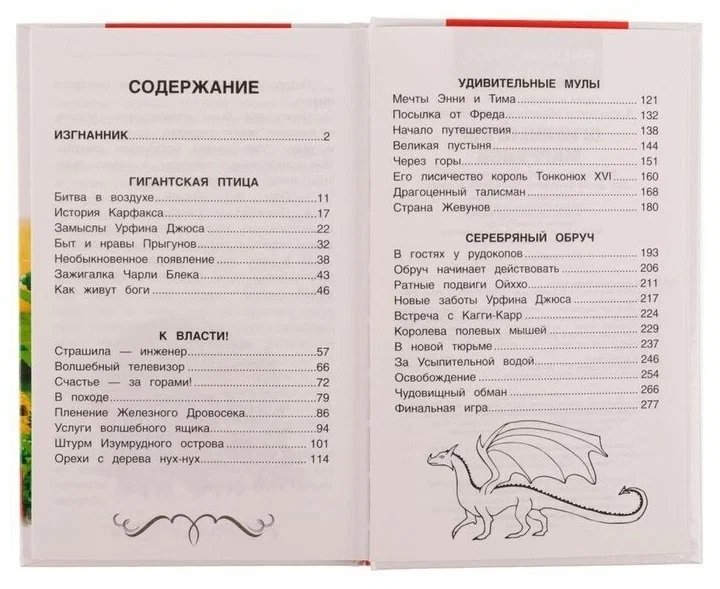 СОДЕРЖАНИЕ
ИЗГНАННИК.....2
ГИГАНТСКАЯ ПТИЦА
Битва в воздухе.....11
История Карфакса.....17
Замыслы Урфина Джюса.....22
Быт и нравы Прыгунов.....32
Необыкновенное появление.....38
Зажигалка Чарли Блека.....43
Как живут боги.....46
К ВЛАСТИ!
Страшила — инженер.....57
Волшебный телевизор.....66
Счастье — за горами!.....72
В походе.....79
Пленение Железного Дровосека.....86
Услуги волшебного ящика.....94
Штурм Изумрудного острова.....101
Орехи с дерева нух-нух.....114
УДИВИТЕЛЬНЫЕ МУЛЫ
Мечты Энни и Тима.....121
Посылка от Фреда.....132
Начало путешествия.....138
Великая пустыня.....144
Через горы.....151
Его лисичество король Тонконюх XVI.....160
Драгоценный талисман.....168
Страна Жевунов.....180
СЕРЕБРЯНЫЙ ОБРУЧ
В гостях у рудокопов.....193
Обруч начинает действовать.....206
Ратные подвиги Ойххо.....211
Новые заботы Урфина Джюса.....217
Встреча с Кагги-Карр.....224
Королева полевых мышей.....229
В новой тюрьме.....237
За Усыпительной водой.....246
Освобождение.....254
Чудовищный обман.....266
Финальная игра.....277